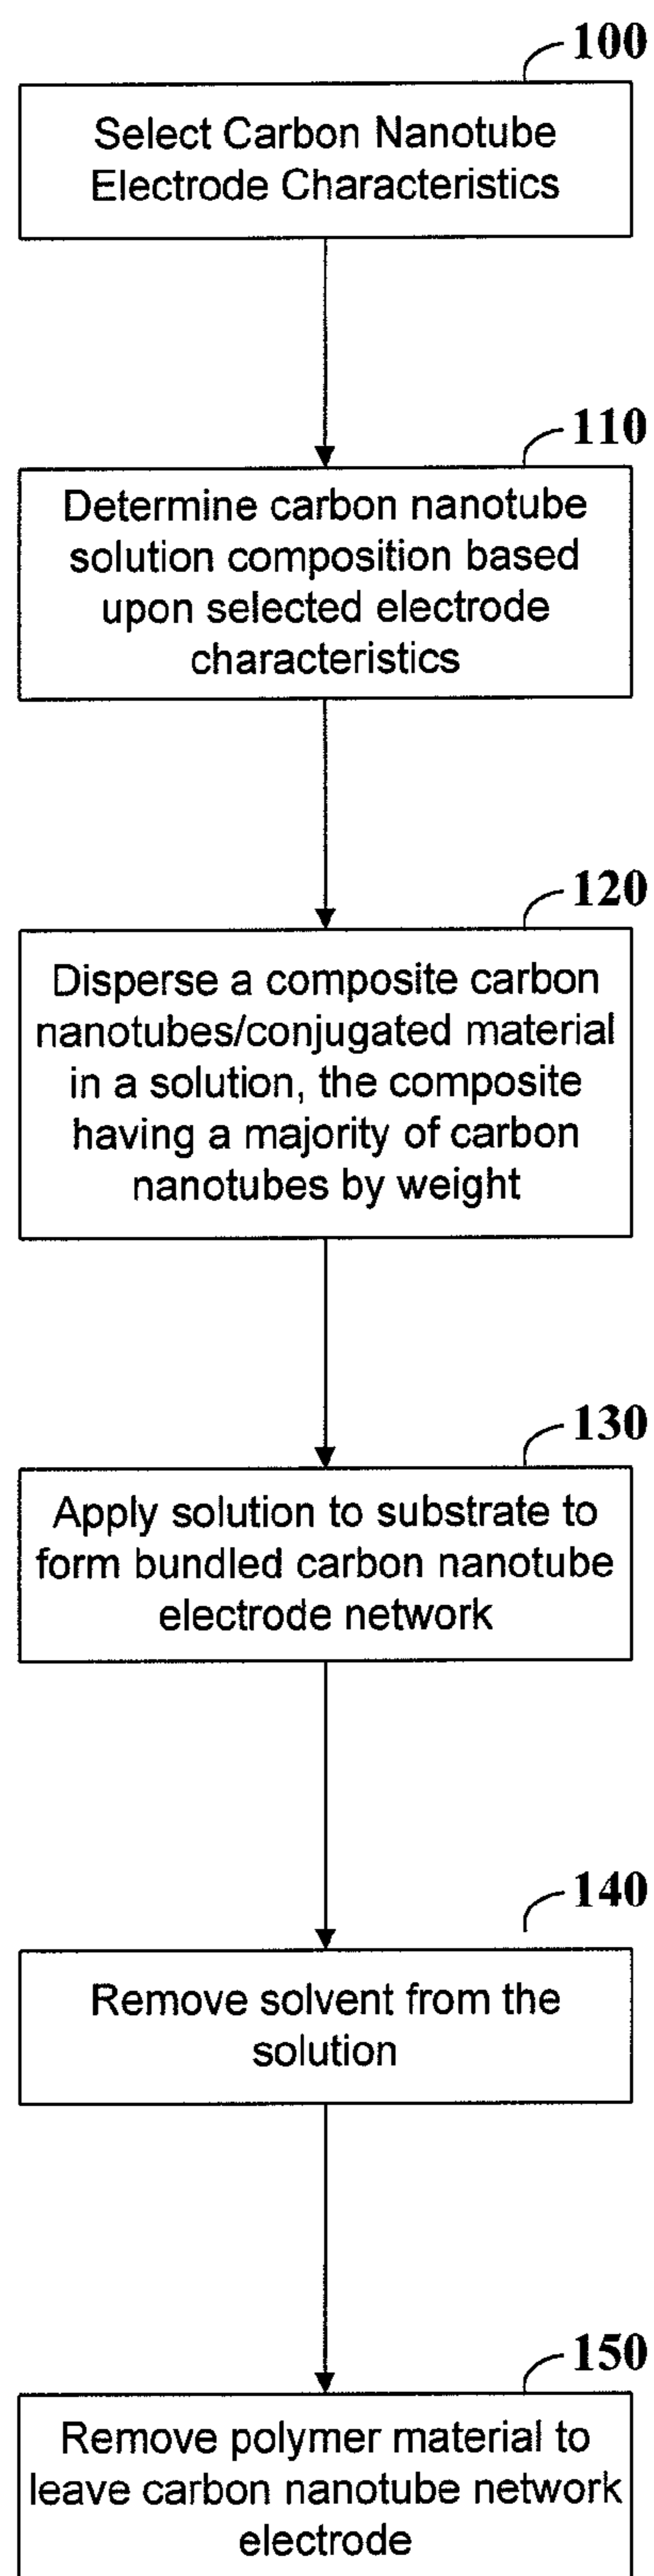 100
Select Carbon Nanotube
Electrode Characteristics
110
Determine carbon nanotube
solution composition based
upon selected electrode
characteristics
120
Disperse a composite carbon
nanotubes/conjugated material
in a solution, the composite
having a majority of carbon
nanotubes by weight
130
Apply solution to substrate to
form bundled carbon nanotube
electrode network
140
Remove solvent from the
solution
150
Remove polymer material to
leave carbon nanotube network
electrode